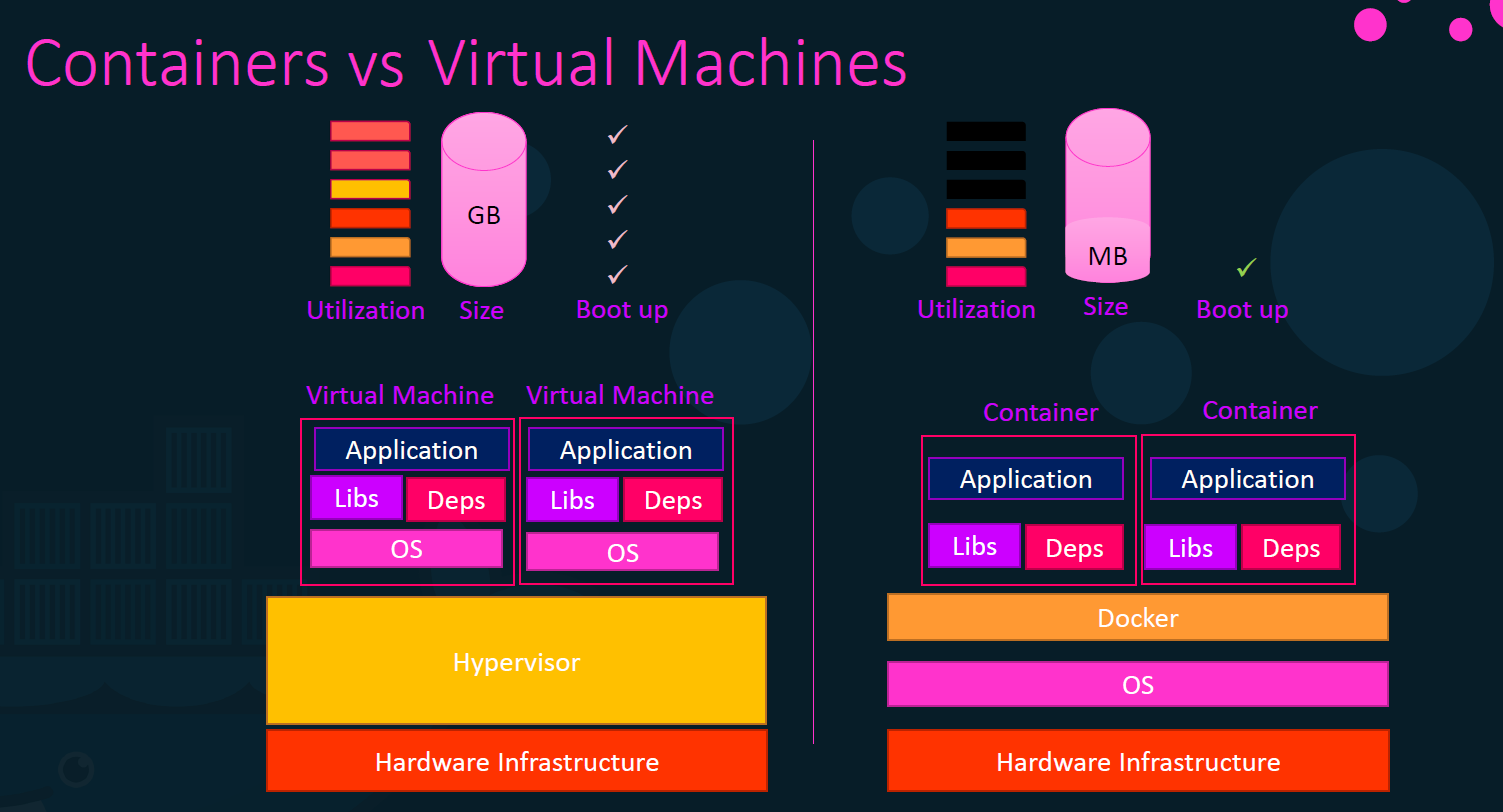 Containers vs Virtual Machines
GB
Utilization
Size
Boot up
Virtual Machine
Virtual Machine
Application
Application
Libs
Deps
Libs
Deps
OS
OS
Hypervisor
Hardware Infrastructure
MB
Utilization
Size
Boot up
Container
Container
Application
Application
Libs
Deps
Libs
Deps
Docker
OS
Hardware Infrastructure